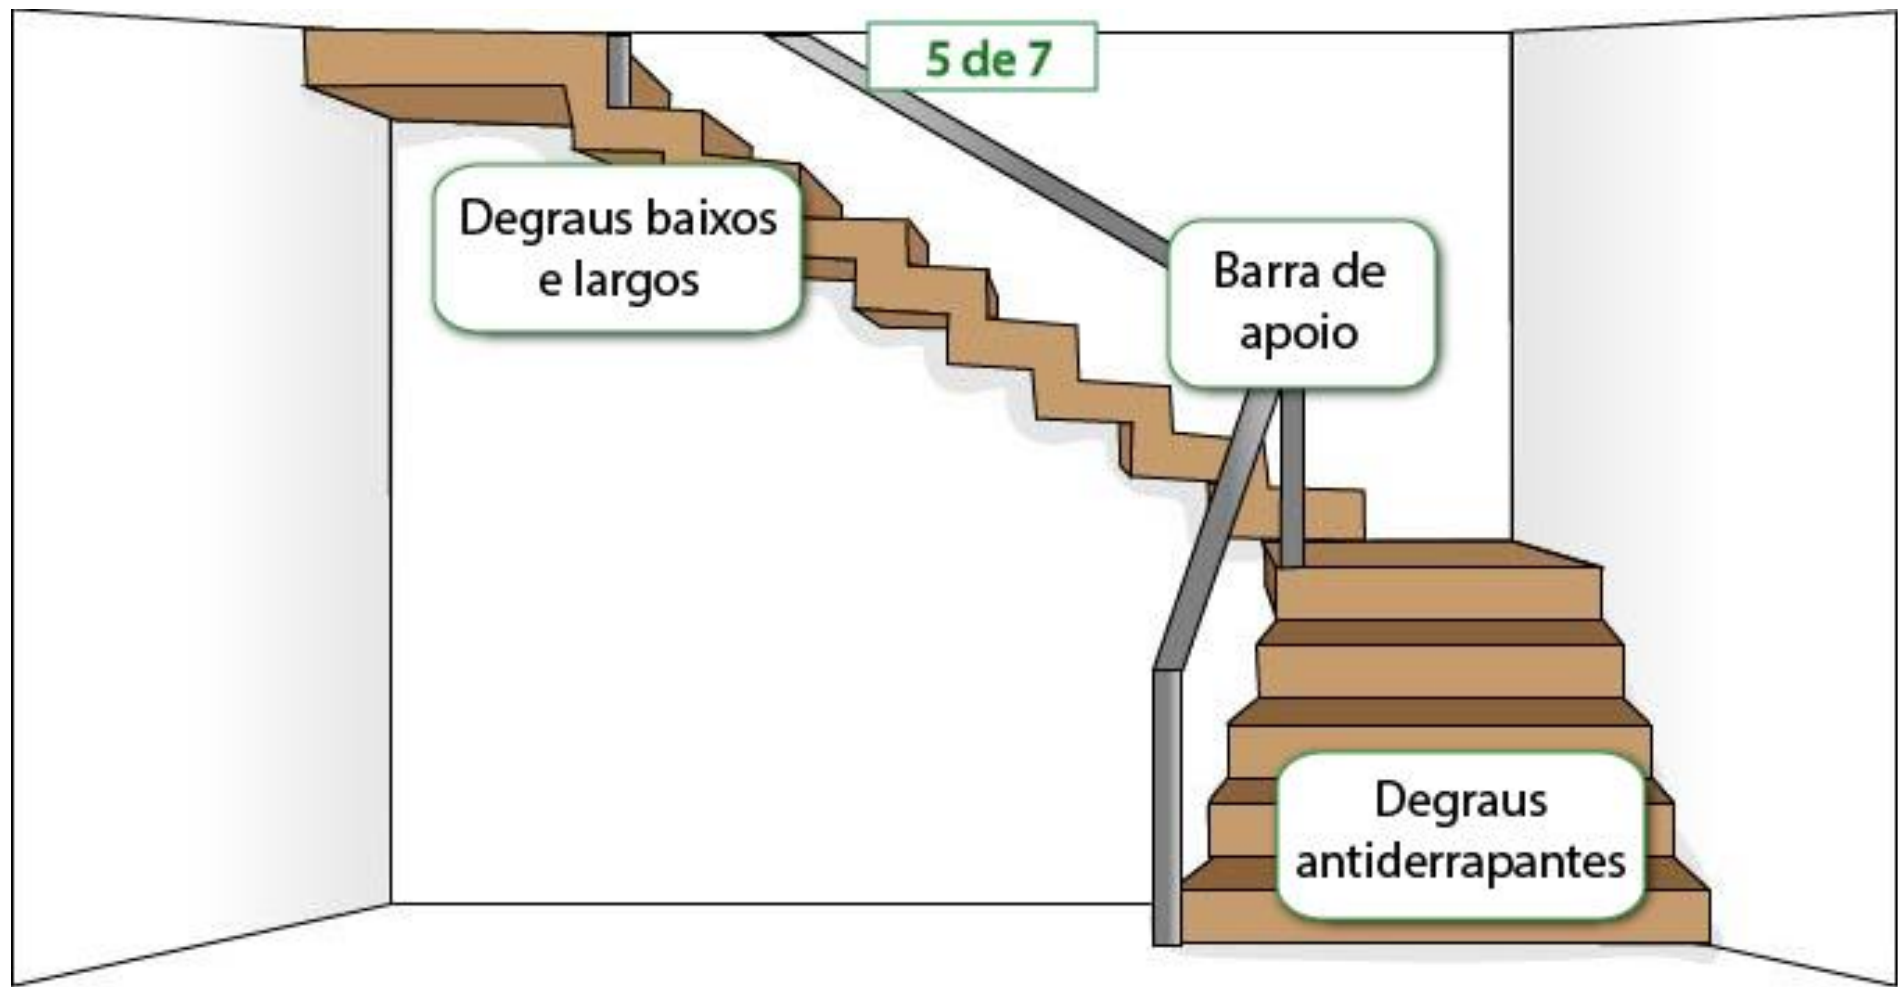 5 de 7
Degraus baixos
e largos
Barra de
apoio
Degraus
antiderrapantes